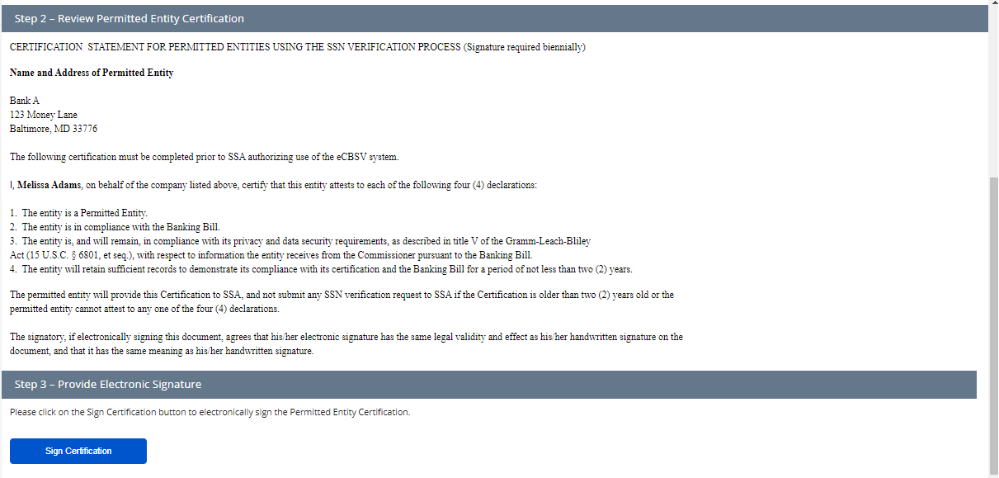 Step 2 – Review Permitted Entity Certification
CERTIFICATION  STATEMENT FOR PERMITTED ENTITIES USING THE SSN VERIFICATION PROCESS (Signature required biennially)
Name and Address of Permitted Entity
Bank A
123 Money Lane
Baltimore, MD 33776
The following certification must be completed prior to SSA authorizing use of the eCBSV system.
I, Melissa Adams, on behalf of the company listed above, certify that this entity attests to each of the following four (4) declarations:
1.  The entity is a Permitted Entity.
2.  The entity is in compliance with the Banking Bill.
3.  The entity is, and will remain, in compliance with its privacy and data security requirements, as described in title V of the Gramm-Leach-Bliley
Act (15 U.S.C. § 6801, et seq.), with respect to information the entity receives from the Commissioner pursuant to the Banking Bill.
4.  The entity will retain sufficient records to demonstrate its compliance with its certification and the Banking Bill for a period of not less than two (2) years.
The permitted entity will provide this Certification to SSA, and not submit any SSN verification request to SSA if the Certification is older than two (2) years old or the
permitted entity cannot attest to any one of the four (4) declarations.
The signatory, if electronically signing this document, agrees that his/her electronic signature has the same legal validity and effect as his/her handwritten signature on the
document, and that it has the same meaning as his/her handwritten signature.
Step 3 – Provide Electronic Signature
Please click on the Sign Certification button to electronically sign the Permitted Entity Certification.
Sign Certification